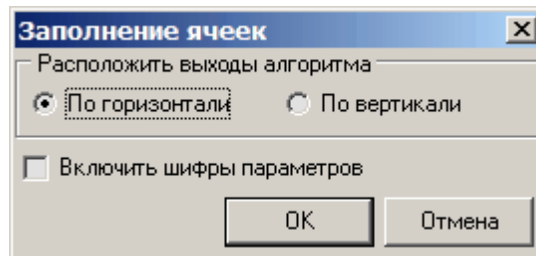 Заполнение ячеек
Расположить выходы алгоритма
По горизонтали По вертикали
Включить шифры параметров
OK Отмена